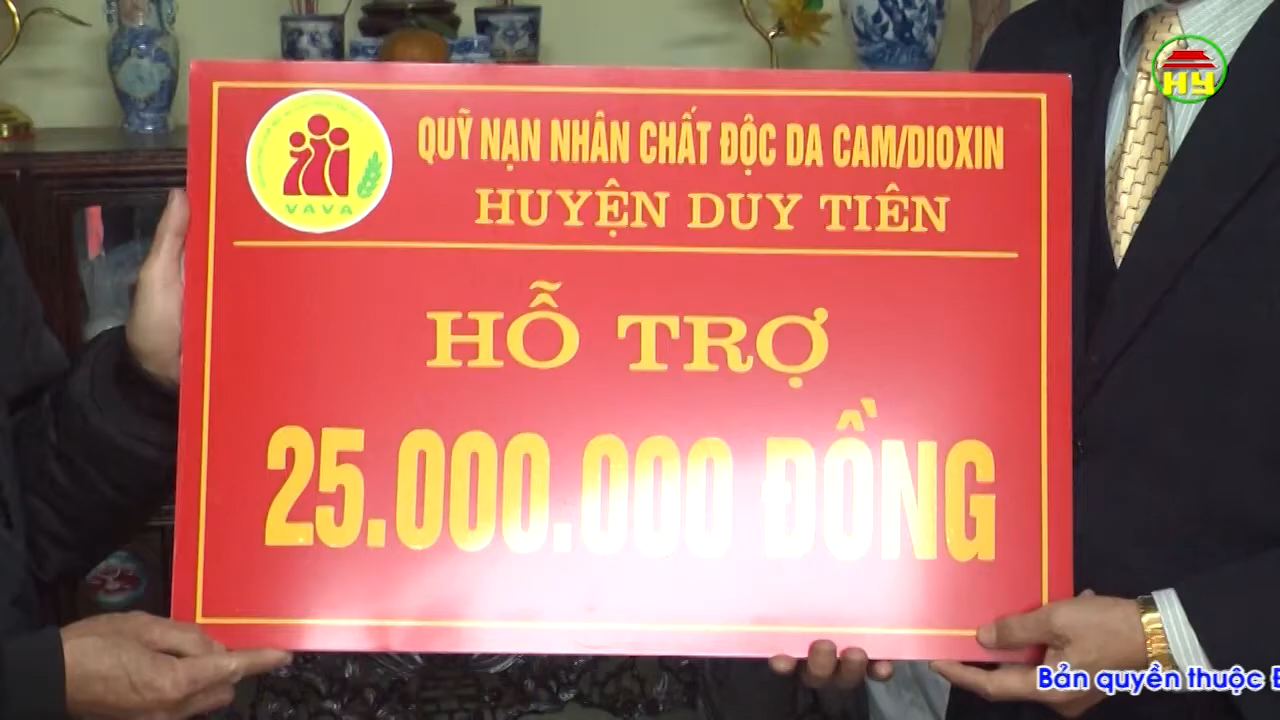 HY
QUỸ NẠN NHÂN CHẤT ĐỘC DA CAM/DIOXIN
HUYỆN DUY TIÊN
VAVA
HỖ TRỢ
25.000.000 ĐỒNG
Bản quyền thuộc